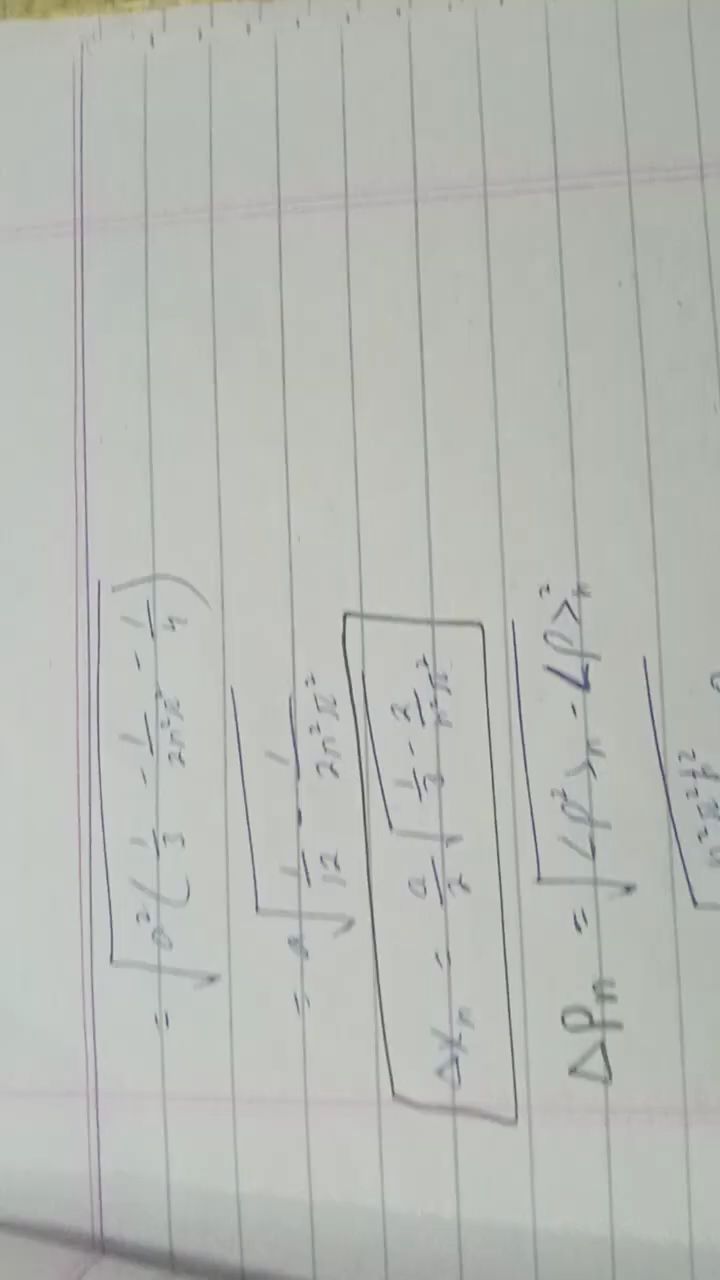 = √(a²(1/3 - 1/2n²π² - 1/4))
= a√(1/12 - 1/2n²π²)
Δxₙ = a/2 √(1/3 - 2/n²π²)
ΔPₙ = √(<P²>ₙ - <P>ₙ²)
√(n²π²ħ²